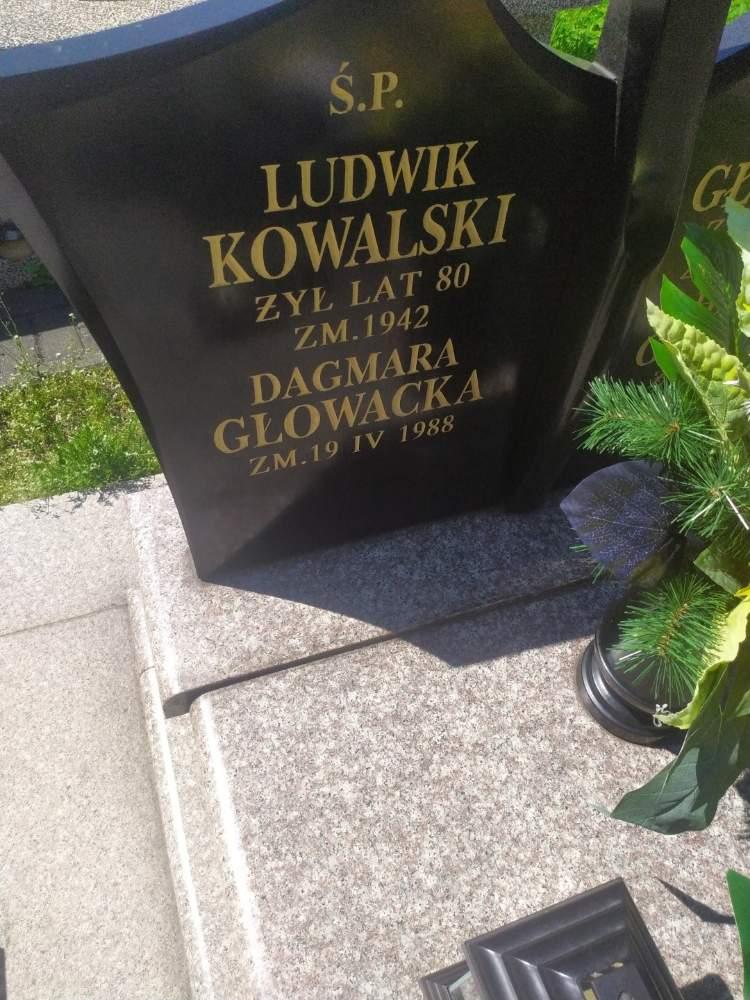 Ś.P.
LUDWIK
KOWALSKI
ŻYŁ LAT 80
ZM.1942
DAGMARA
GŁOWACKA
ZM.19 IV 1988